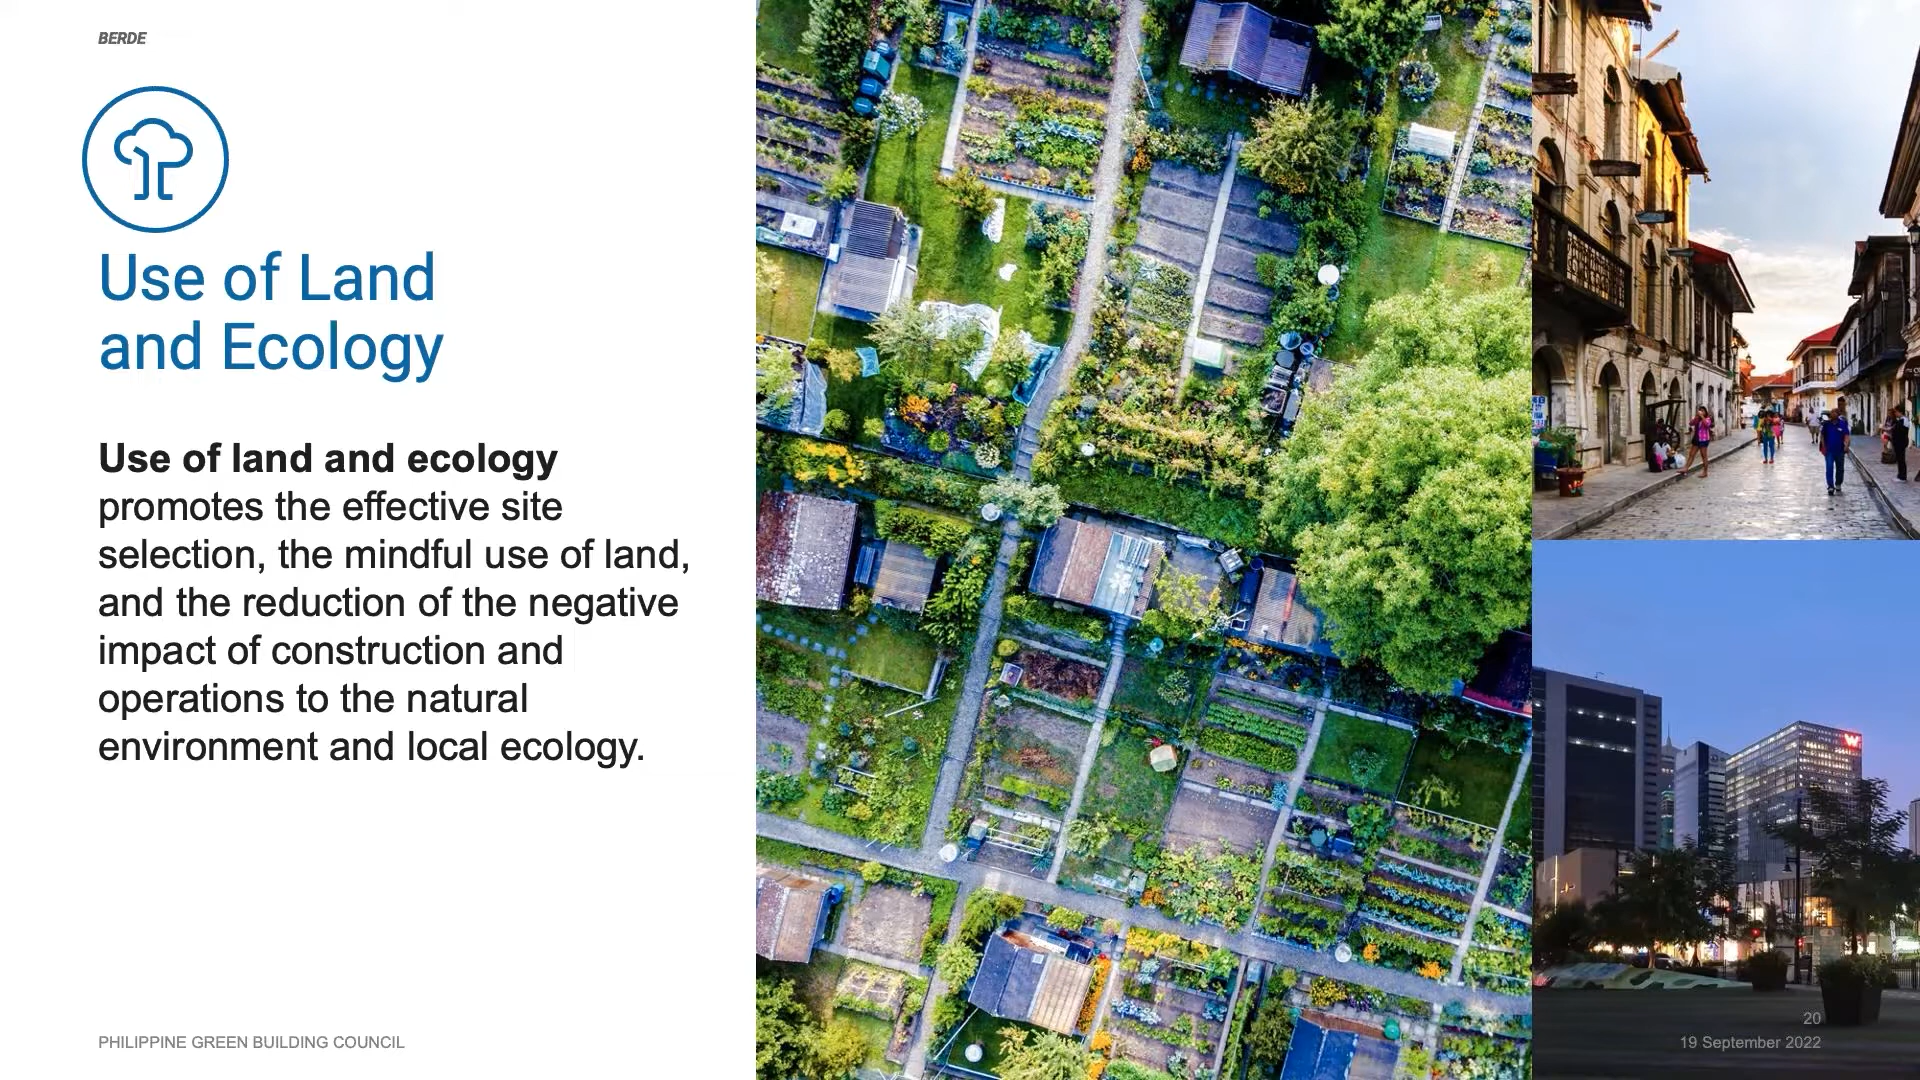 BERDE
Use of Land
and Ecology
Use of land and ecology
promotes the effective site
selection, the mindful use of land,
and the reduction of the negative
impact of construction and
operations to the natural
environment and local ecology.
PHILIPPINE GREEN BUILDING COUNCIL
W
20
19 September 2022